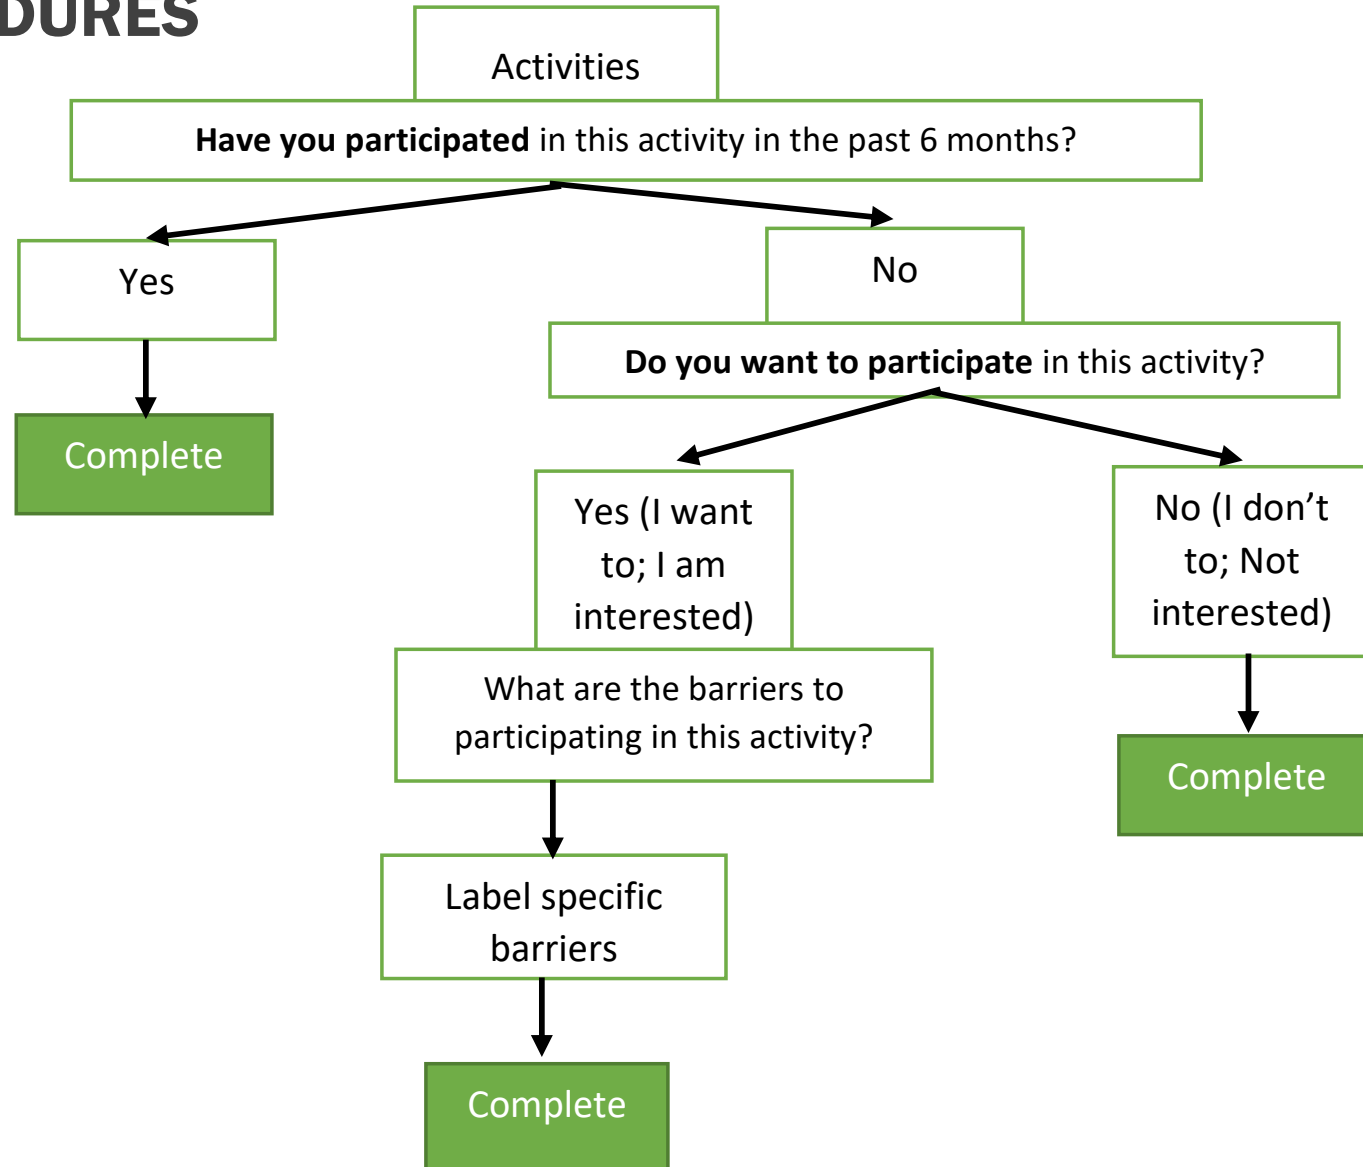 DURES
Activities
Have you participated in this activity in the past 6 months?
Yes
No
Complete
Do you want to participate in this activity?
Yes (I want
to; I am
interested)
No (I don’t
to; Not
interested)
What are the barriers to
participating in this activity?
Complete
Label specific
barriers
Complete